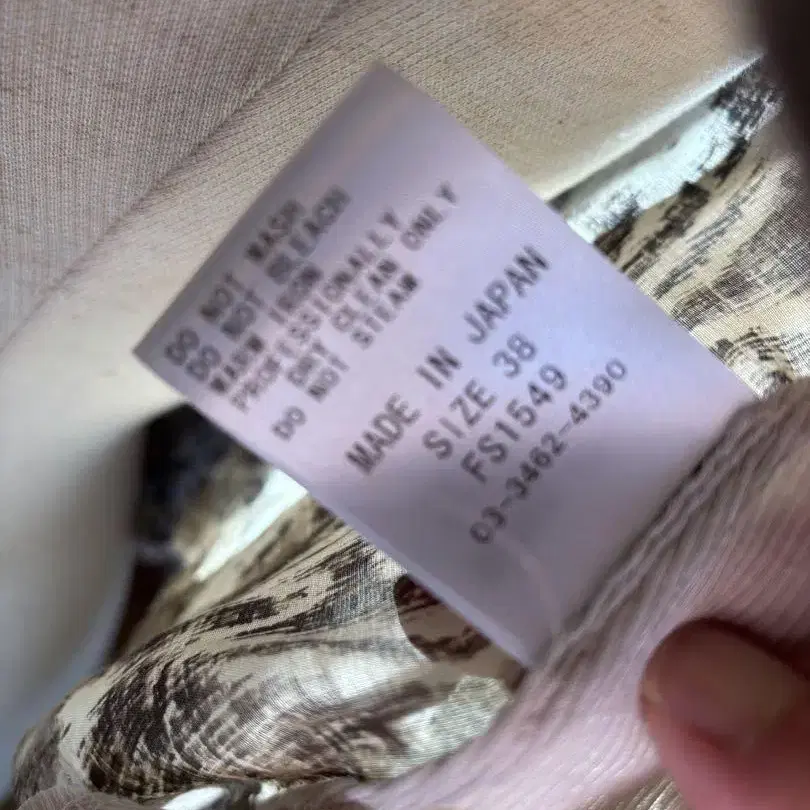 DO NOT WASH
DO NOT BLEACH
WARM IRON
PROFESSIONALLY
DRY CLEAN ONLY
DO NOT STEAM
MADE IN JAPAN
SIZE 38
FS1549
03-3462-4390